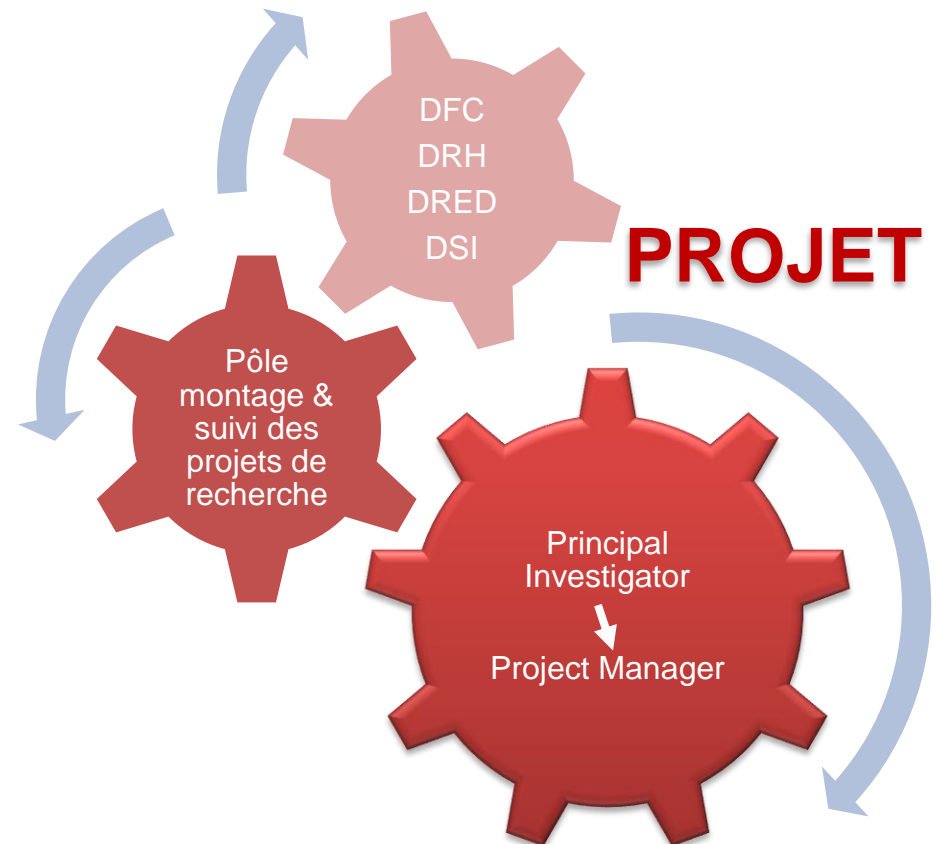 DFC
DRH
DRED
DSI
PROJET
Pôle
montage &
suivi des
projets de
recherche
Principal
Investigator
Project Manager